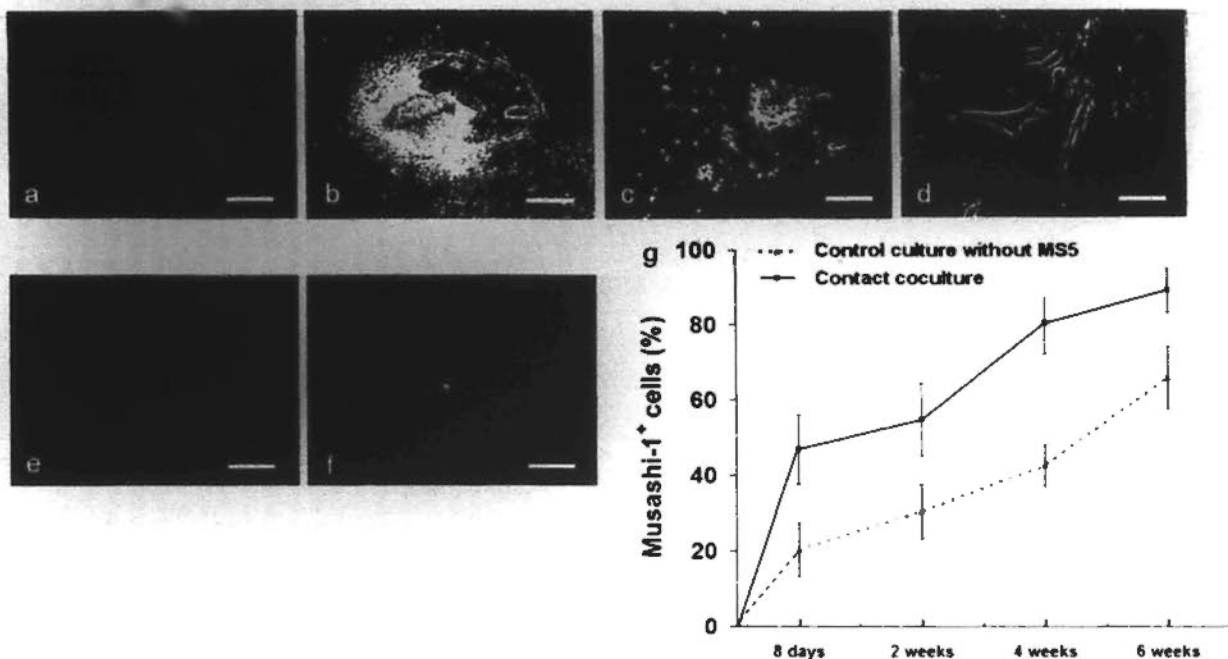 a
b
c
d
e
f
g
100
80
60
40
20
0
Control culture without MS5
Contact coculture
Musashi-1⁺ cells (%)
8 days
2 weeks
4 weeks
6 weeks